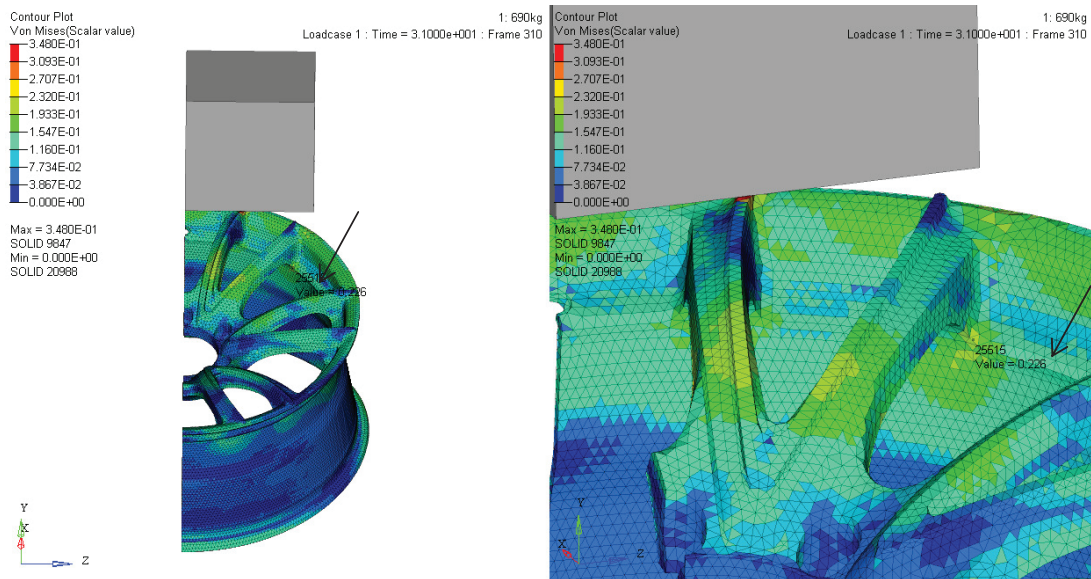 Contour Plot
Von Mises(Scalar value)
3.480E-01
3.093E-01
2.707E-01
2.320E-01
1.933E-01
1.547E-01
1.160E-01
7.734E-02
3.867E-02
0.000E+00
Max = 3.480E-01
SOLID 9847
Min = 0.000E+00
SOLID 20988
1: 690kg
Loadcase 1 : Time = 3.1000e+001 : Frame 310
25515
Value = 0.226
Y
X
Z
Contour Plot
Von Mises(Scalar value)
3.480E-01
3.093E-01
2.707E-01
2.320E-01
1.933E-01
1.547E-01
1.160E-01
7.734E-02
3.867E-02
0.000E+00
Max = 3.480E-01
SOLID 9847
Min = 0.000E+00
SOLID 20988
1: 690kg
Loadcase 1 : Time = 3.1000e+001 : Frame 310
25515
Value = 0.226
Y
X
Z